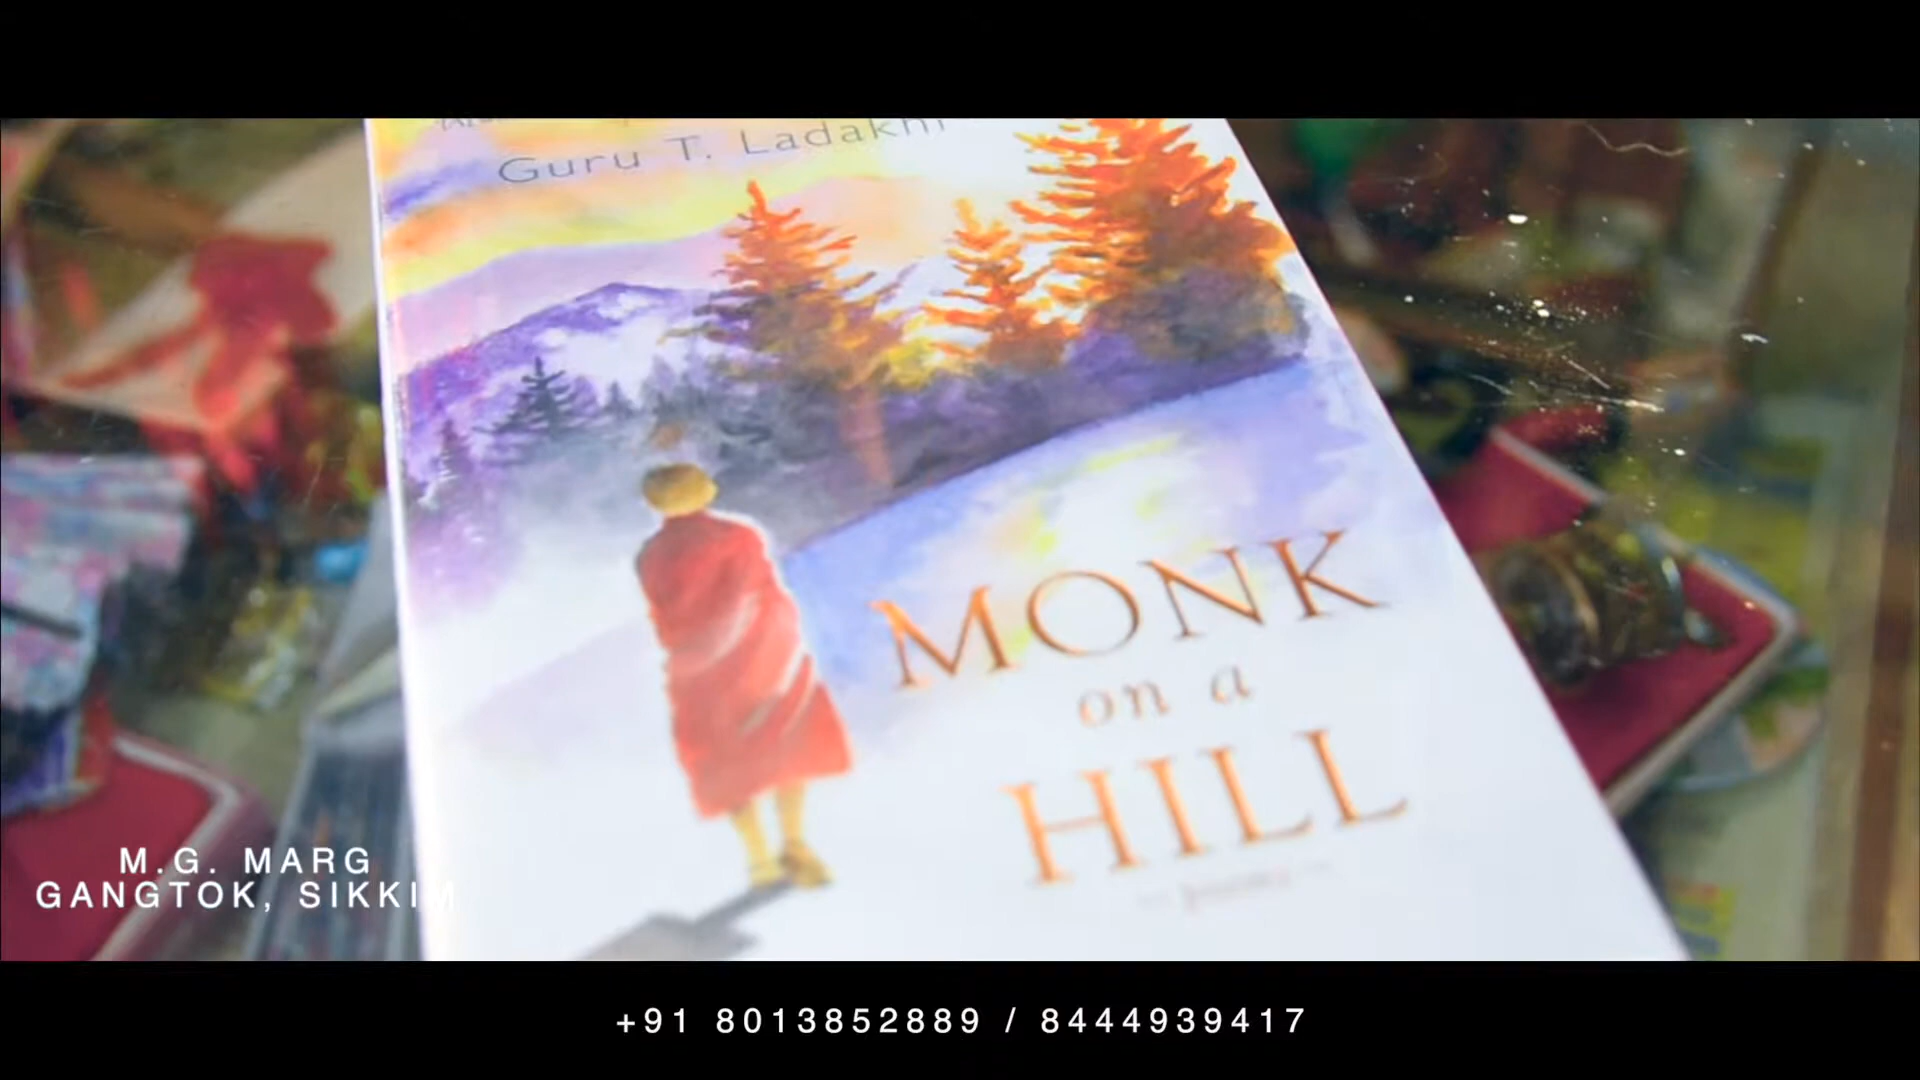 Guru T. Ladakhi
MONK
on a
HILL
M.G. MARG
GANGTOK, SIKKIM
+91 8013852889 / 8444939417